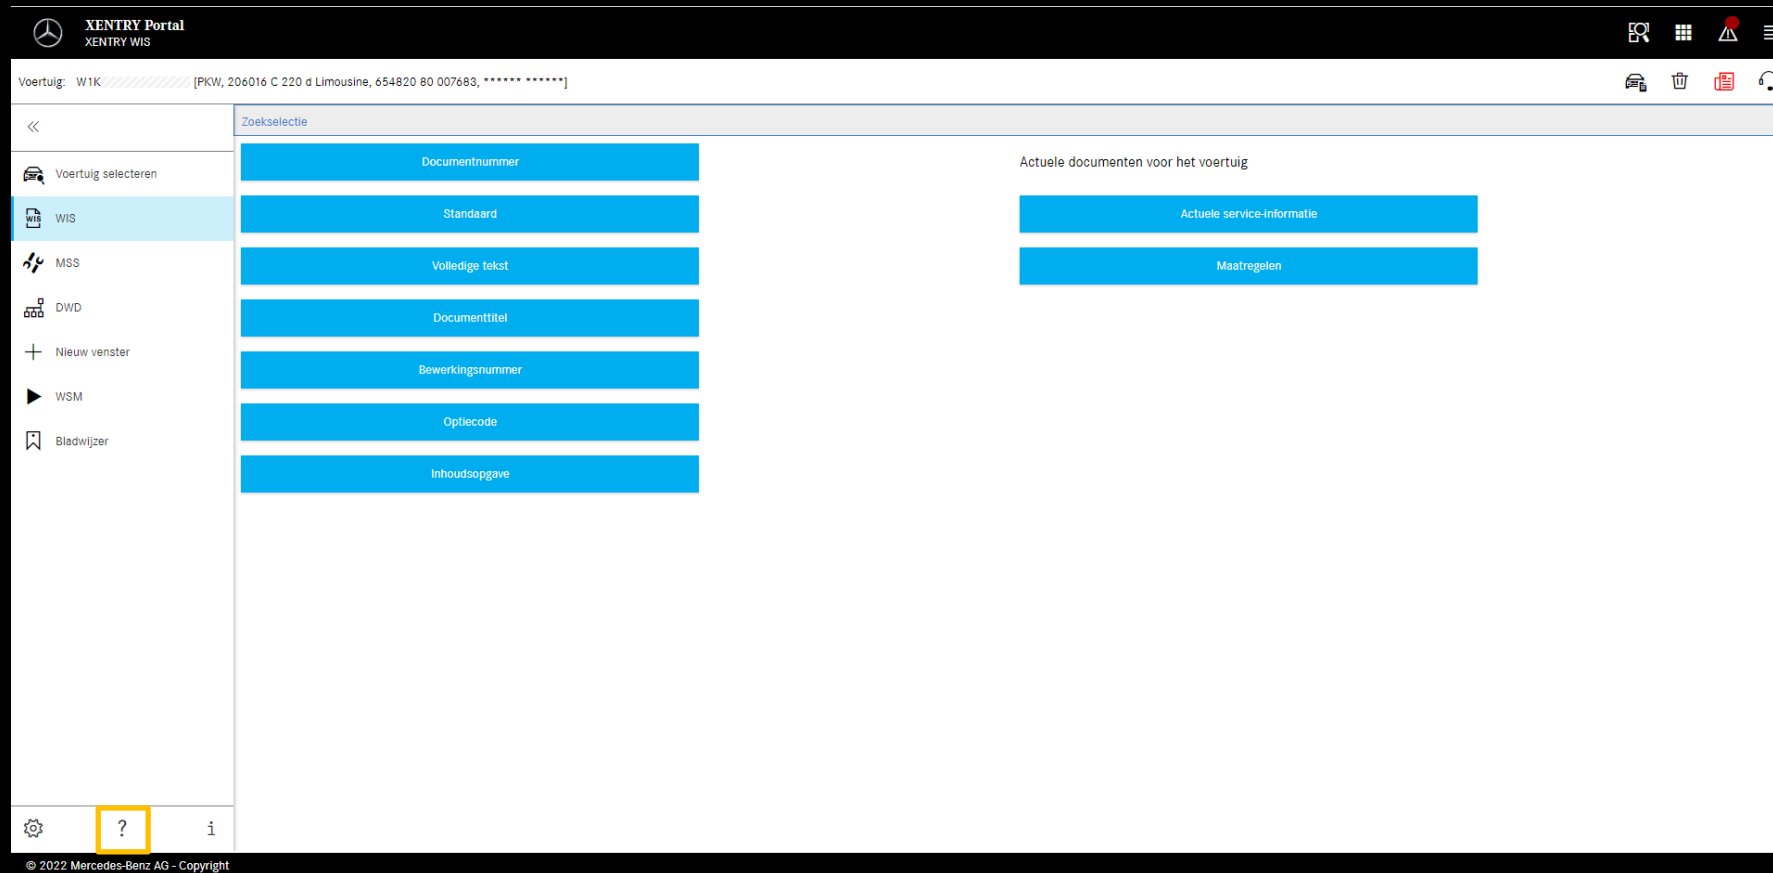 XENTRY Portal
XENTRY WIS
Voertuig: W1K [PKW, 206016 C 220 d Limousine, 654820 80 007683, ****** ******]
Zoekselectie
Voertuig selecteren
WIS WIS
MSS
DWD
Nieuw venster
WSM
Bladwijzer
Documentnummer
Standaard
Volledige tekst
Documenttitel
Bewerkingsnummer
Optiecode
Inhoudsopgave
Actuele documenten voor het voertuig
Actuele service-informatie
Maatregelen
? i
© 2022 Mercedes-Benz AG - Copyright